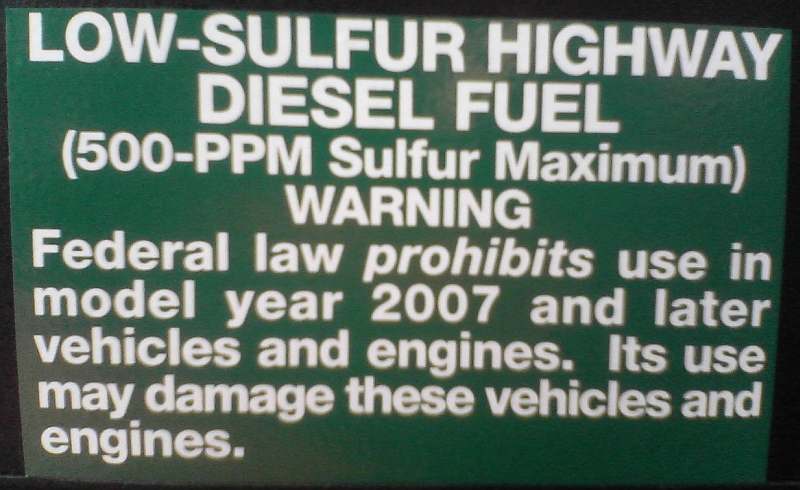 LOW-SULFUR HIGHWAY
DIESEL FUEL
(500-PPM Sulfur Maximum)
WARNING
Federal law prohibits use in
model year 2007 and later
vehicles and engines. Its use
may damage these vehicles and
engines.